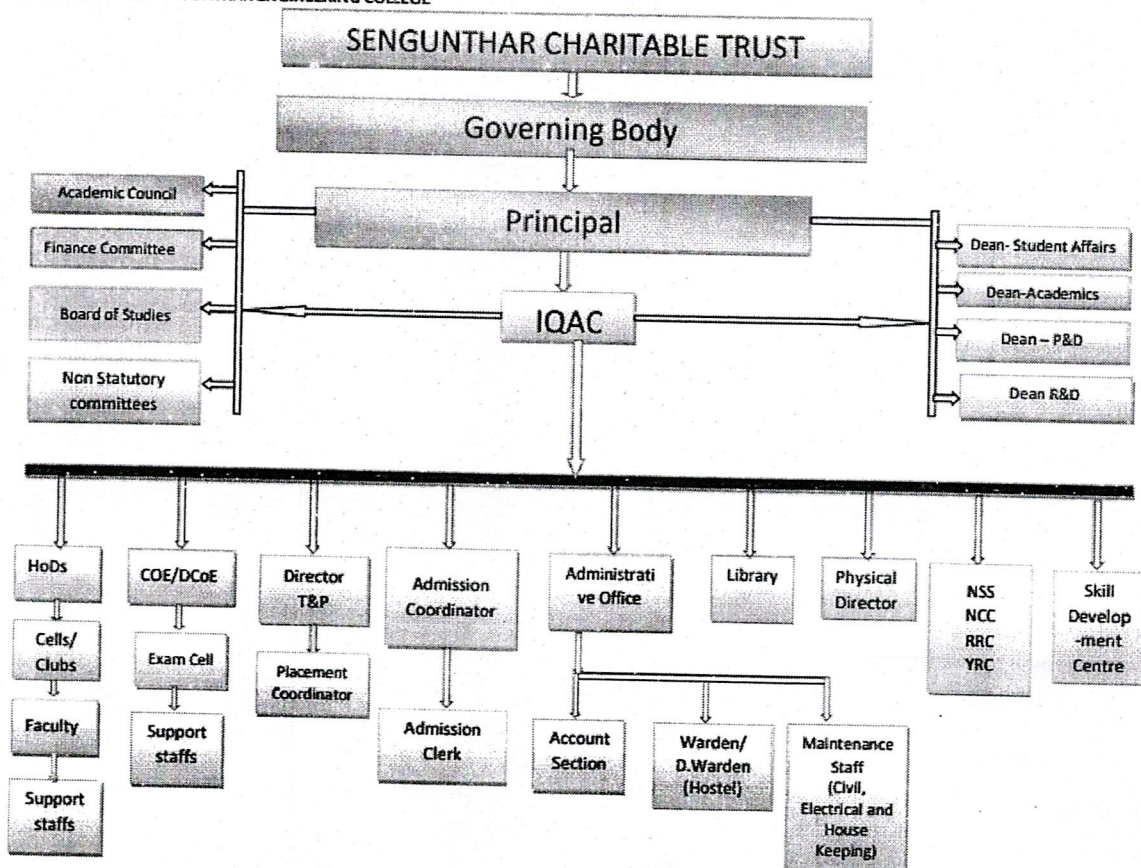 ENGINEERING COLLEGE
SENGUNTHAR CHARITABLE TRUST
Governing Body
Principal
IQAC
Academic Council
Finance Committee
Board of Studies
Non Statutory
committees
Dean- Student Affairs
Dean-Academics
Dean – P&D
Dean R&D
HoDs
Cells/
Clubs
Faculty
Support
staffs
COE/DCoE
Exam Cell
Support
staffs
Director
T&P
Placement
Coordinator
Admission
Coordinator
Admission
Clerk
Administrati
ve Office
Account
Section
Warden/
D.Warden
(Hostel)
Maintenance
Staff
(Civil,
Electrical and
House
Keeping)
Library
Physical
Director
NSS
NCC
RRC
YRC
Skill
Develop
-ment
Centre